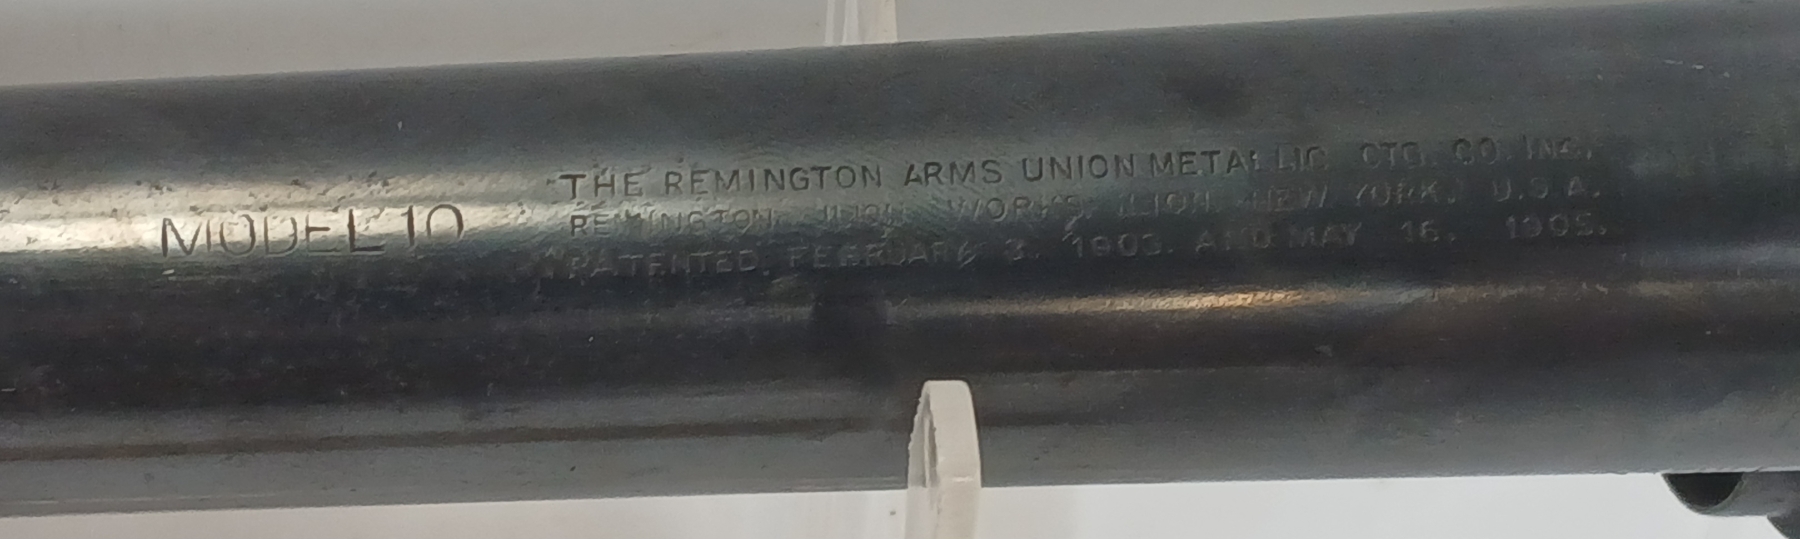 MODEL 10
THE REMINGTON ARMS UNION METALLIC CTG. CO. INC.
REMINGTON ILION WORKS, ILION, NEW YORK, U.S.A.
PATENTED, FEBRUARY 3, 1903. AND MAY 16, 1905.